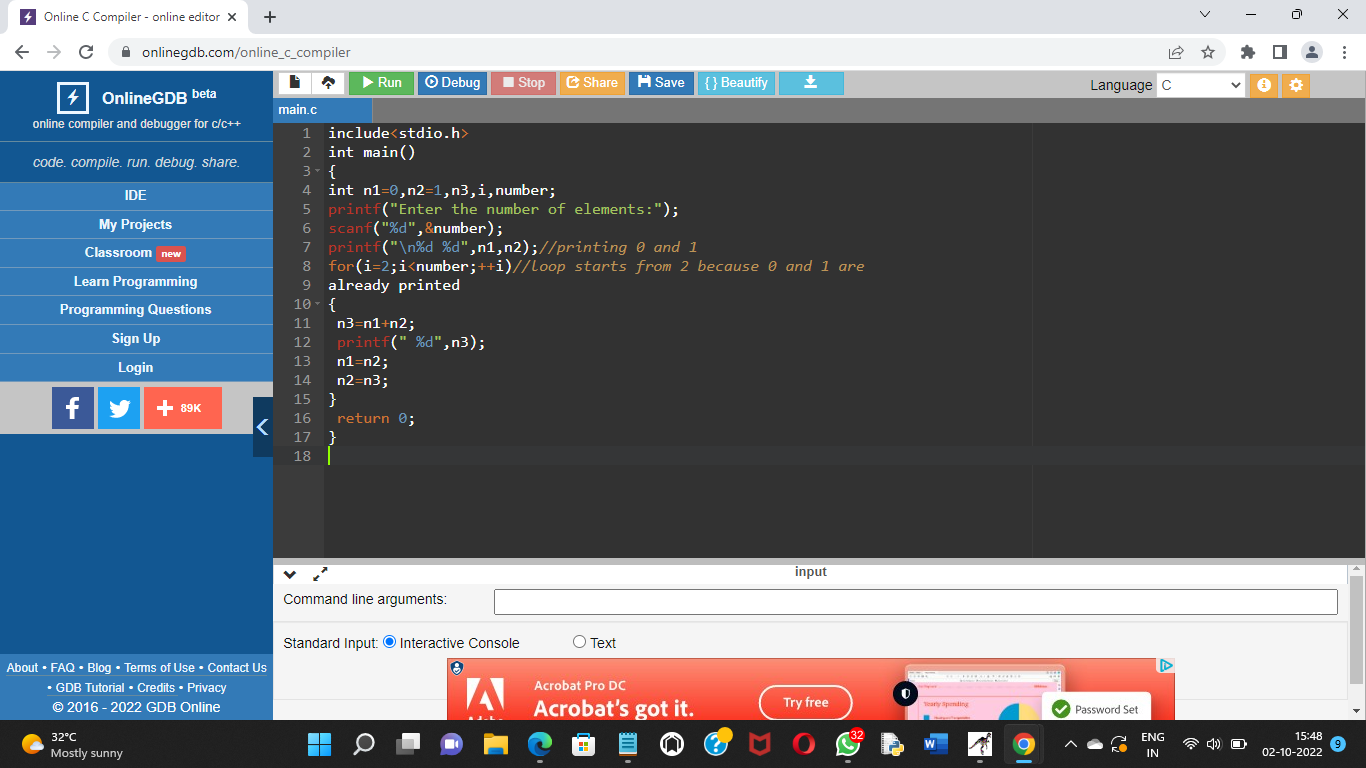 Online C Compiler - online editor
onlinegdb.com/online_c_compiler
OnlineGDB beta
online compiler and debugger for c/c++
code. compile. run. debug. share.
IDE
My Projects
Classroom new
Learn Programming
Programming Questions
Sign Up
Login
89K
About • FAQ • Blog • Terms of Use • Contact Us
• GDB Tutorial • Credits • Privacy
© 2016 - 2022 GDB Online
Run Debug Stop Share Save { } Beautify
Language C
main.c
1 include<stdio.h>
2 int main()
3 {
4 int n1=0,n2=1,n3,i,number;
5 printf("Enter the number of elements:");
6 scanf("%d",&number);
7 printf("\n%d %d",n1,n2);//printing 0 and 1
8 for(i=2;i<number;++i)//loop starts from 2 because 0 and 1 are
9 already printed
10 {
11 n3=n1+n2;
12 printf(" %d",n3);
13 n1=n2;
14 n2=n3;
15 }
16 return 0;
17 }
18
input
Command line arguments:
Standard Input: Interactive Console Text
Acrobat Pro DC
Acrobat's got it.
Try free
Yearly Spending
Password Set
32°C
Mostly sunny
32
ENG
IN
15:48
02-10-2022
9